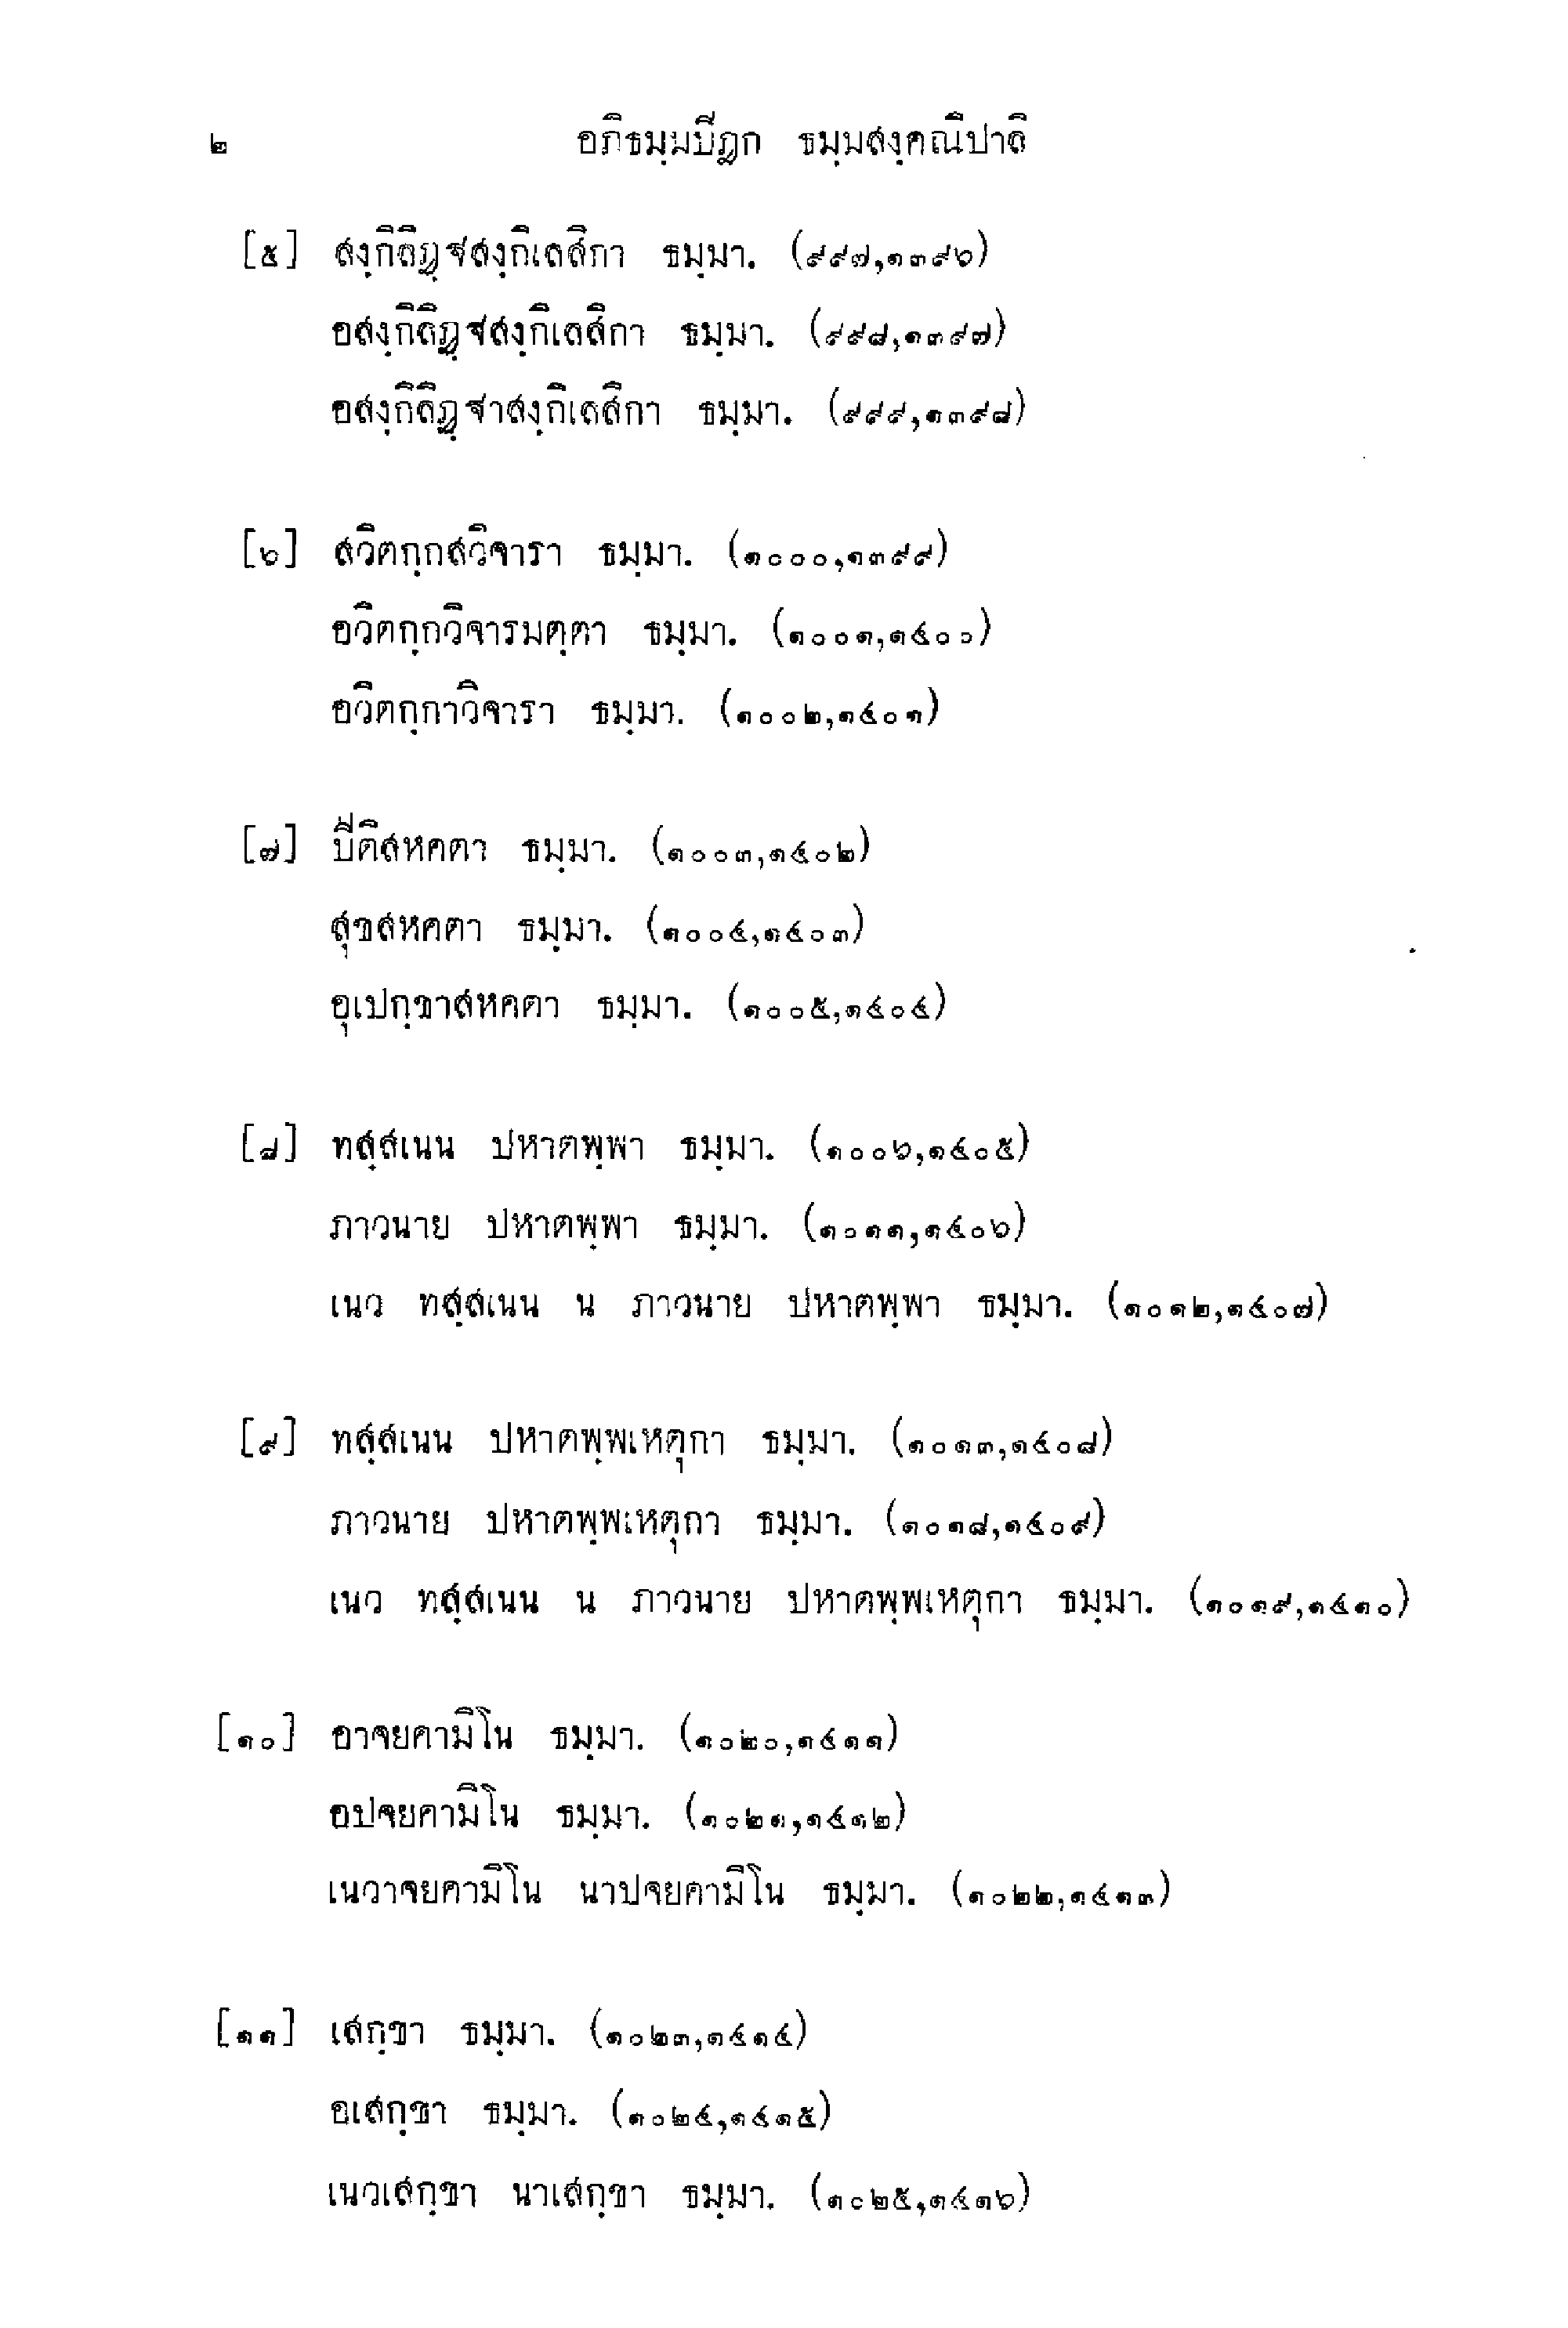 ๒ อภิธมฺมปิฏก ธมฺมสงฺคณีปาลิ
[๕] สงฺกิลิฏฺฐสงฺกิเลสิกา ธมฺมา. (๙๙๗,๑๓๙๖)
อสงฺกิลิฏฺฐสงฺกิเลสิกา ธมฺมา. (๙๙๘,๑๓๙๗)
อสงฺกิลิฏฺฐาสงฺกิเลสิกา ธมฺมา. (๙๙๙,๑๓๙๘)
[๖] สวิตกฺกสวิจารา ธมฺมา. (๑๐๐๐,๑๓๙๙)
อวิตกฺกวิจารมตฺตา ธมฺมา. (๑๐๐๑,๑๔๐๐)
อวิตกฺกาวิจารา ธมฺมา. (๑๐๐๒,๑๔๐๑)
[๗] ปีติสหคตา ธมฺมา. (๑๐๐๓,๑๔๐๒)
สุขสหคตา ธมฺมา. (๑๐๐๔,๑๔๐๓)
อุเปกฺขาสหคตา ธมฺมา. (๑๐๐๕,๑๔๐๔)
[๘] ทสฺสเนน ปหาตพฺพา ธมฺมา. (๑๐๐๖,๑๔๐๕)
ภาวนาย ปหาตพฺพา ธมฺมา. (๑๐๑๑,๑๔๐๖)
เนว ทสฺสเนน น ภาวนาย ปหาตพฺพา ธมฺมา. (๑๐๑๒,๑๔๐๗)
[๙] ทสฺสเนน ปหาตพฺพเหตุกา ธมฺมา. (๑๐๑๓,๑๔๐๘)
ภาวนาย ปหาตพฺพเหตุกา ธมฺมา. (๑๐๑๘,๑๔๐๙)
เนว ทสฺสเนน น ภาวนาย ปหาตพฺพเหตุกา ธมฺมา. (๑๐๑๙,๑๔๑๐)
[๑๐] อาจยคามิโน ธมฺมา. (๑๐๒๐,๑๔๑๑)
อปจยคามิโน ธมฺมา. (๑๐๒๑,๑๔๑๒)
เนวาจยคามิโน นาปจยคามิโน ธมฺมา. (๑๐๒๒,๑๔๑๓)
[๑๑] เสกฺขา ธมฺมา. (๑๐๒๓,๑๔๑๔)
อเสกฺขา ธมฺมา. (๑๐๒๔,๑๔๑๕)
เนวเสกฺขา นาเสกฺขา ธมฺมา. (๑๐๒๕,๑๔๑๖)